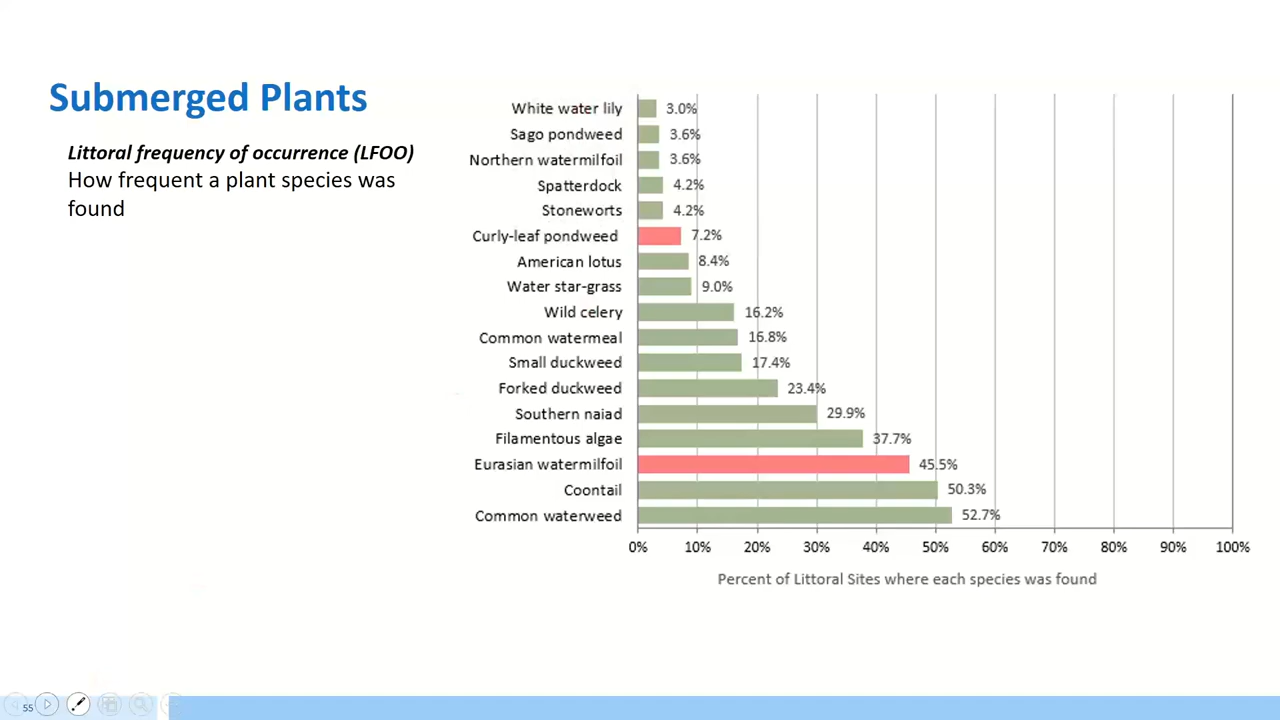 Submerged Plants
Littoral frequency of occurrence (LFOO)
How frequent a plant species was
found
White water lily 3.0%
Sago pondweed 3.6%
Northern watermilfoil 3.6%
Spatterdock 4.2%
Stoneworts 4.2%
Curly-leaf pondweed 7.2%
American lotus 8.4%
Water star-grass 9.0%
Wild celery 16.2%
Common watermeal 16.8%
Small duckweed 17.4%
Forked duckweed 23.4%
Southern naiad 29.9%
Filamentous algae 37.7%
Eurasian watermilfoil 45.5%
Coontail 50.3%
Common waterweed 52.7%
0% 10% 20% 30% 40% 50% 60% 70% 80% 90% 100%
Percent of Littoral Sites where each species was found
55